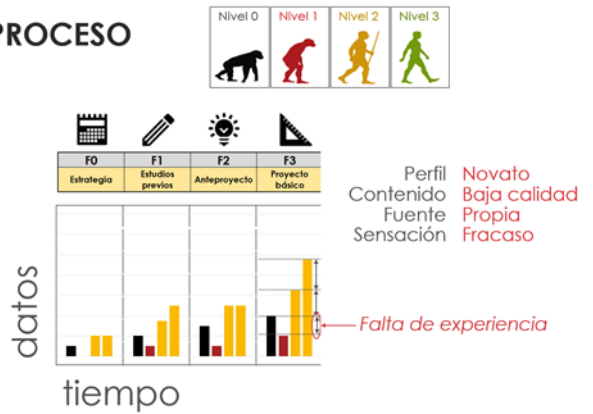 PROCESO
Nivel 0 Nivel 1 Nivel 2 Nivel 3
F0 F1 F2 F3
Estrategia Estudios previos Anteproyecto Proyecto básico
Perfil Novato
Contenido Baja calidad
Fuente Propia
Sensación Fracaso
datos
Falta de experiencia
tiempo